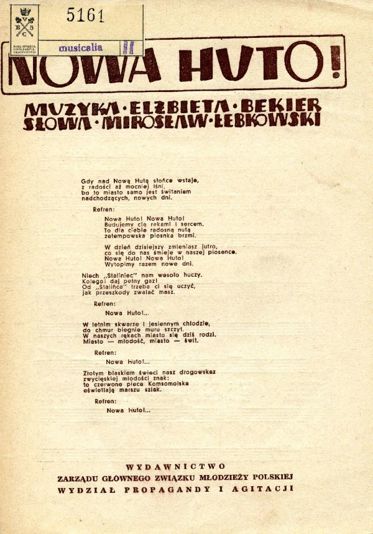 5161
musicalia II
NOWA HUTO!
MUZYKA · ELŻBIETA · BEKIER
SŁOWA · MIROSŁAW · ŁEBKOWSKI
Gdy nad Nową Hutą słońce wstaje,
z radości aż mocniej lśni,
bo to miasto samo jest świtaniem
nadchodzących, nowych dni.
Refren:
Nowa Huto! Nowa Huto!
Budujemy cię rękami i sercem.
To dla ciebie radosną nutą
zetempowska piosnka brzmi.
W dzień dzisiejszy zmieniasz jutro,
co się do nas śmieje w naszej piosence.
Nowa Huto! Nowa Huto!
Wytopimy razem nowe dni.
Niech „Staliniec" nam wesoło huczy.
Kolego! daj pełny gaz!
Od „Stalińca" trzeba ci się uczyć,
jak przeszkody zwalać masz.
Refren:
Nowa Huto!...
W letnim skwarze i jesiennym chłodzie,
do chmur biegnie muru szczyt.
W naszych rękach miasto się dziś rodzi.
Miasto — młodość, miasto — świt.
Refren:
Nowa Huto!...
Złotym blaskiem świeci nasz drogowskaz
zwycięskiej młodości znak:
to czerwone piece Komsomolska
oświetlają marszu szlak.
Refren:
Nowa Huto!...
WYDAWNICTWO
ZARZĄDU GŁÓWNEGO ZWIĄZKU MŁODZIEŻY POLSKIEJ
WYDZIAŁ PROPAGANDY I AGITACJI